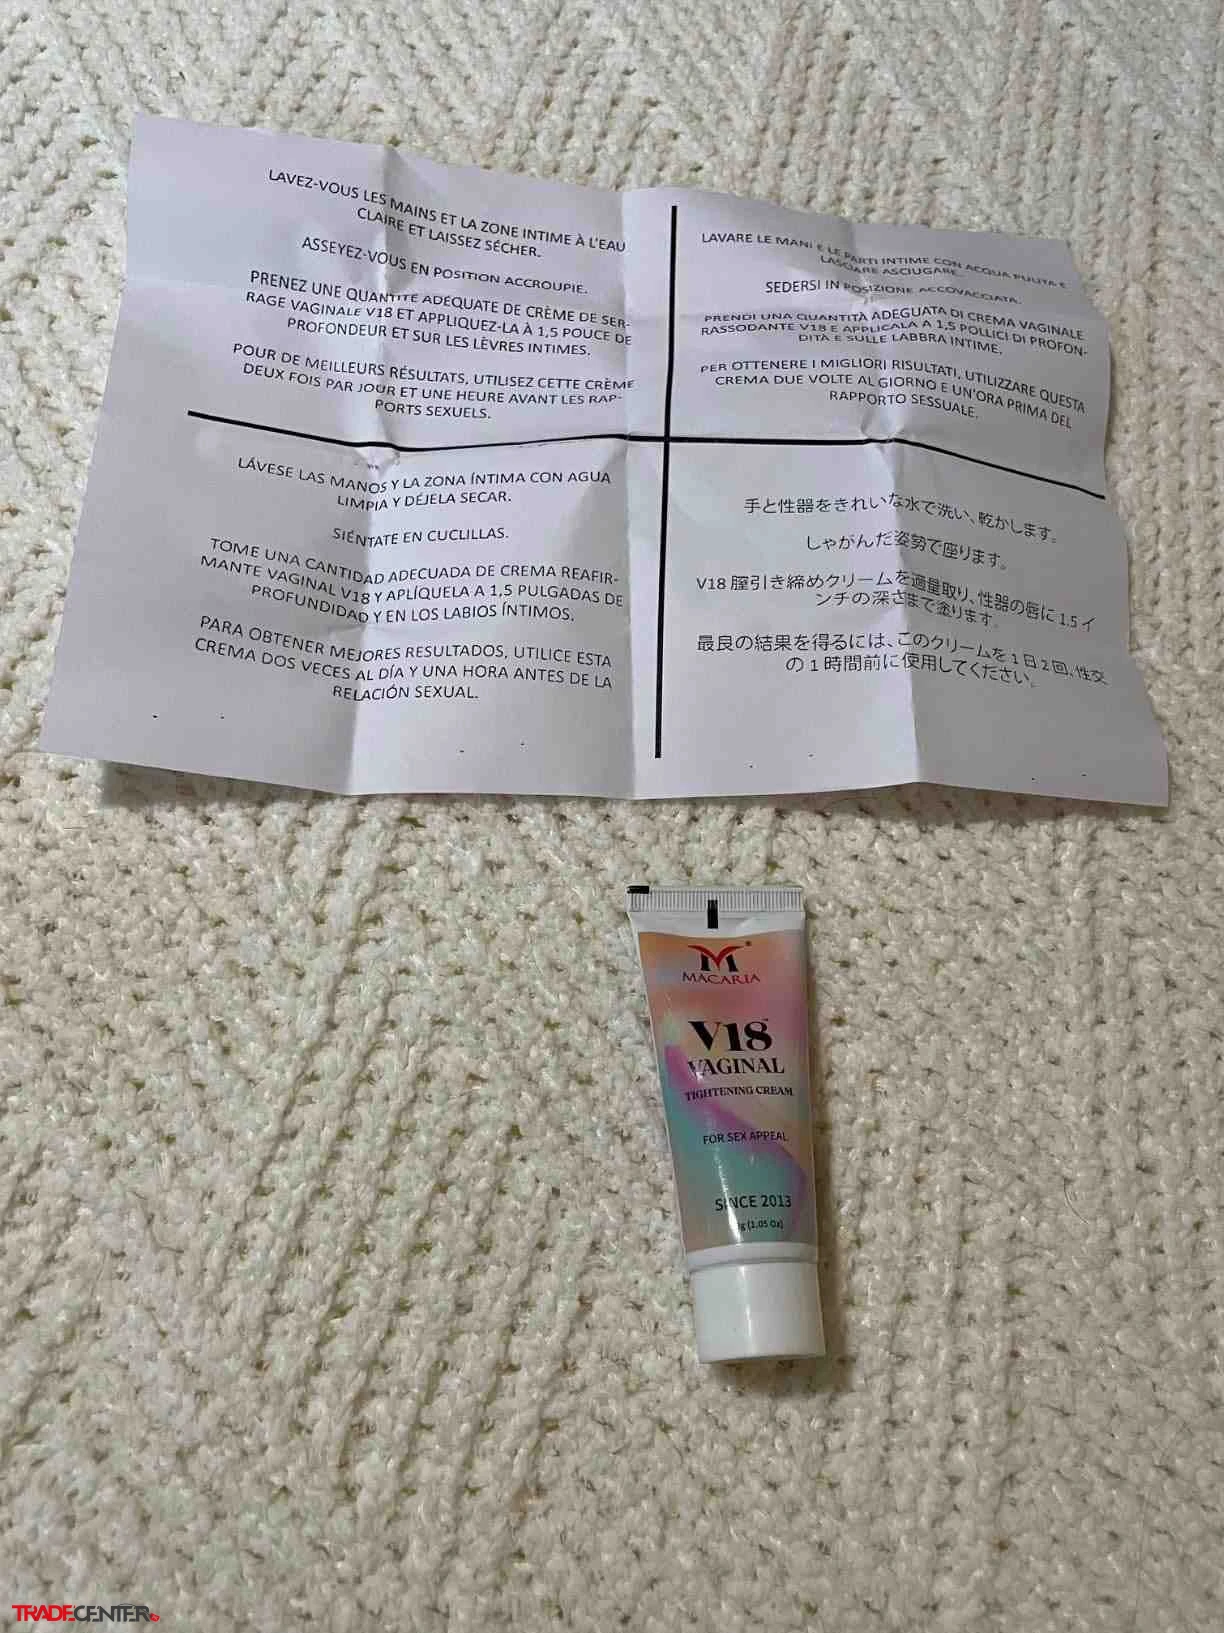 LAVEZ-VOUS LES MAINS ET LA ZONE INTIME À L'EAU
CLAIRE ET LAISSEZ SÉCHER.
ASSEYEZ-VOUS EN POSITION ACCROUPIE.
PRENEZ UNE QUANTITÉ ADÉQUATE DE CRÈME DE SER-
RAGE VAGINALE V18 ET APPLIQUEZ-LA À 1,5 POUCE DE
PROFONDEUR ET SUR LES LÈVRES INTIMES.
POUR DE MEILLEURS RÉSULTATS, UTILISEZ CETTE CRÈME
DEUX FOIS PAR JOUR ET UNE HEURE AVANT LES RAP-
PORTS SEXUELS.
LAVARE LE MANI E LE PARTI INTIME CON ACQUA PULITA E
LASCIARE ASCIUGARE.
SEDERSI IN POSIZIONE ACCOVACCIATA.
PRENDI UNA QUANTITÀ ADEGUATA DI CREMA VAGINALE
RASSODANTE V18 E APPLICALA A 1,5 POLLICI DI PROFON-
DITÀ E SULLE LABBRA INTIME.
PER OTTENERE I MIGLIORI RISULTATI, UTILIZZARE QUESTA
CREMA DUE VOLTE AL GIORNO E UN'ORA PRIMA DEL
RAPPORTO SESSUALE.
LÁVESE LAS MANOS Y LA ZONA ÍNTIMA CON AGUA
LIMPIA Y DÉJELA SECAR.
SIÉNTATE EN CUCLILLAS.
TOME UNA CANTIDAD ADECUADA DE CREMA REAFIR-
MANTE VAGINAL V18 Y APLÍQUELA A 1,5 PULGADAS DE
PROFUNDIDAD Y EN LOS LABIOS ÍNTIMOS.
PARA OBTENER MEJORES RESULTADOS, UTILICE ESTA
CREMA DOS VECES AL DÍA Y UNA HORA ANTES DE LA
RELACIÓN SEXUAL.
手と性器をきれいな水で洗い、乾かします。
しゃがんだ姿勢で座ります。
V18 膣引き締めクリームを適量取り、性器の唇に 1.5 イ
ンチの深さまで塗ります。
最良の結果を得るには、このクリームを 1 日 2 回、性交
の 1 時間前に使用してください。
MACARIA
V18™
VAGINAL
TIGHTENING CREAM
FOR SEX APPEAL
SINCE 2013
(1.05 Oz)
TRADECENTER